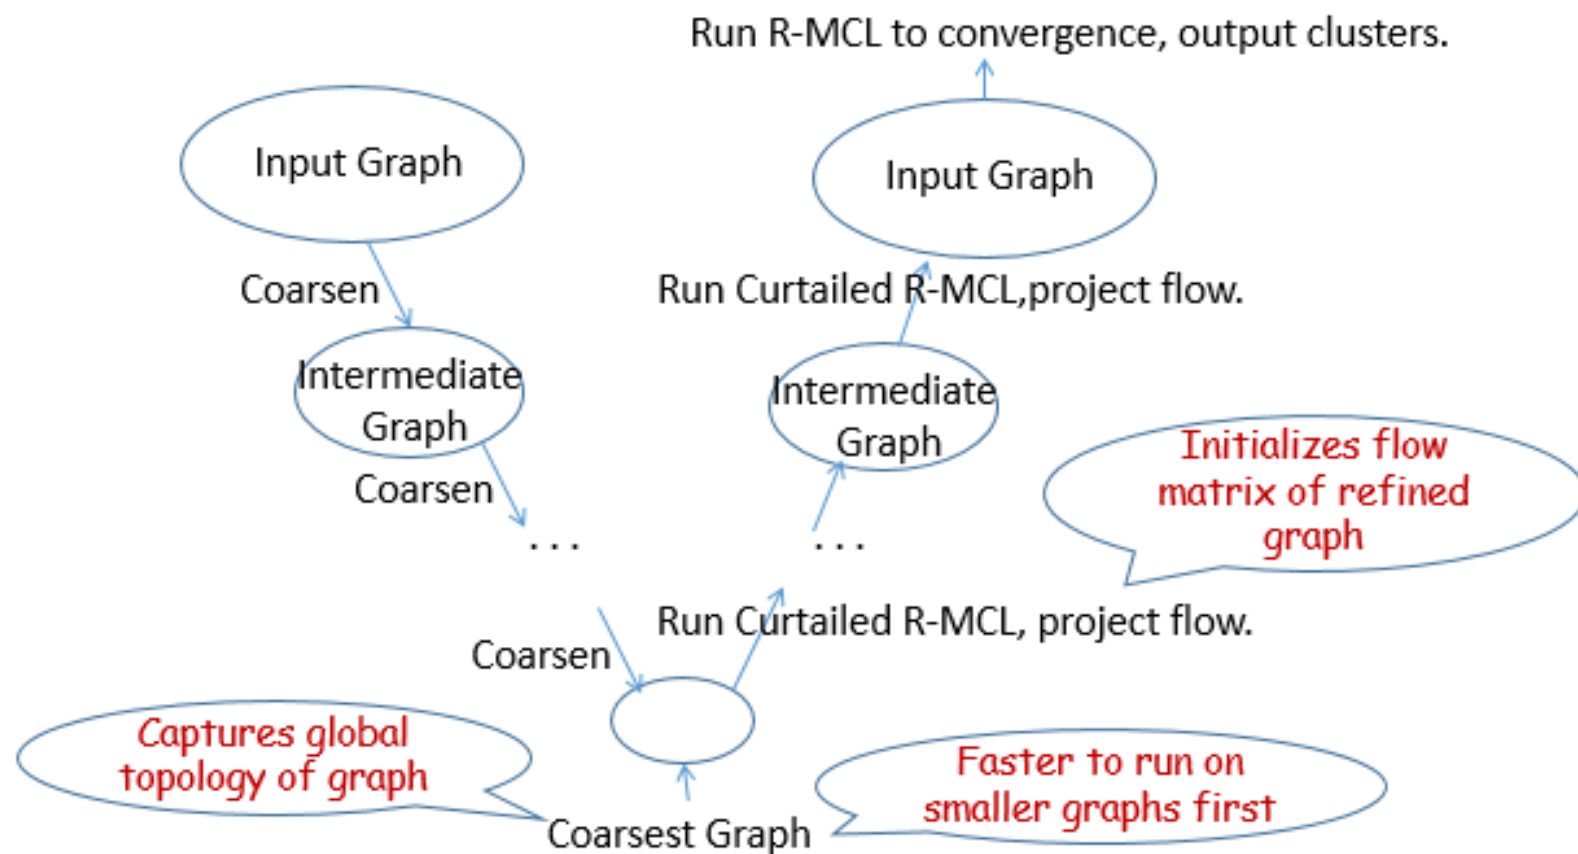 Run R-MCL to convergence, output clusters.
Input Graph
Input Graph
Coarsen
Run Curtailed R-MCL,project flow.
Intermediate
Graph
Intermediate
Graph
Coarsen
Initializes flow
matrix of refined
graph
. . .
. . .
Run Curtailed R-MCL, project flow.
Coarsen
Captures global
topology of graph
Faster to run on
smaller graphs first
Coarsest Graph